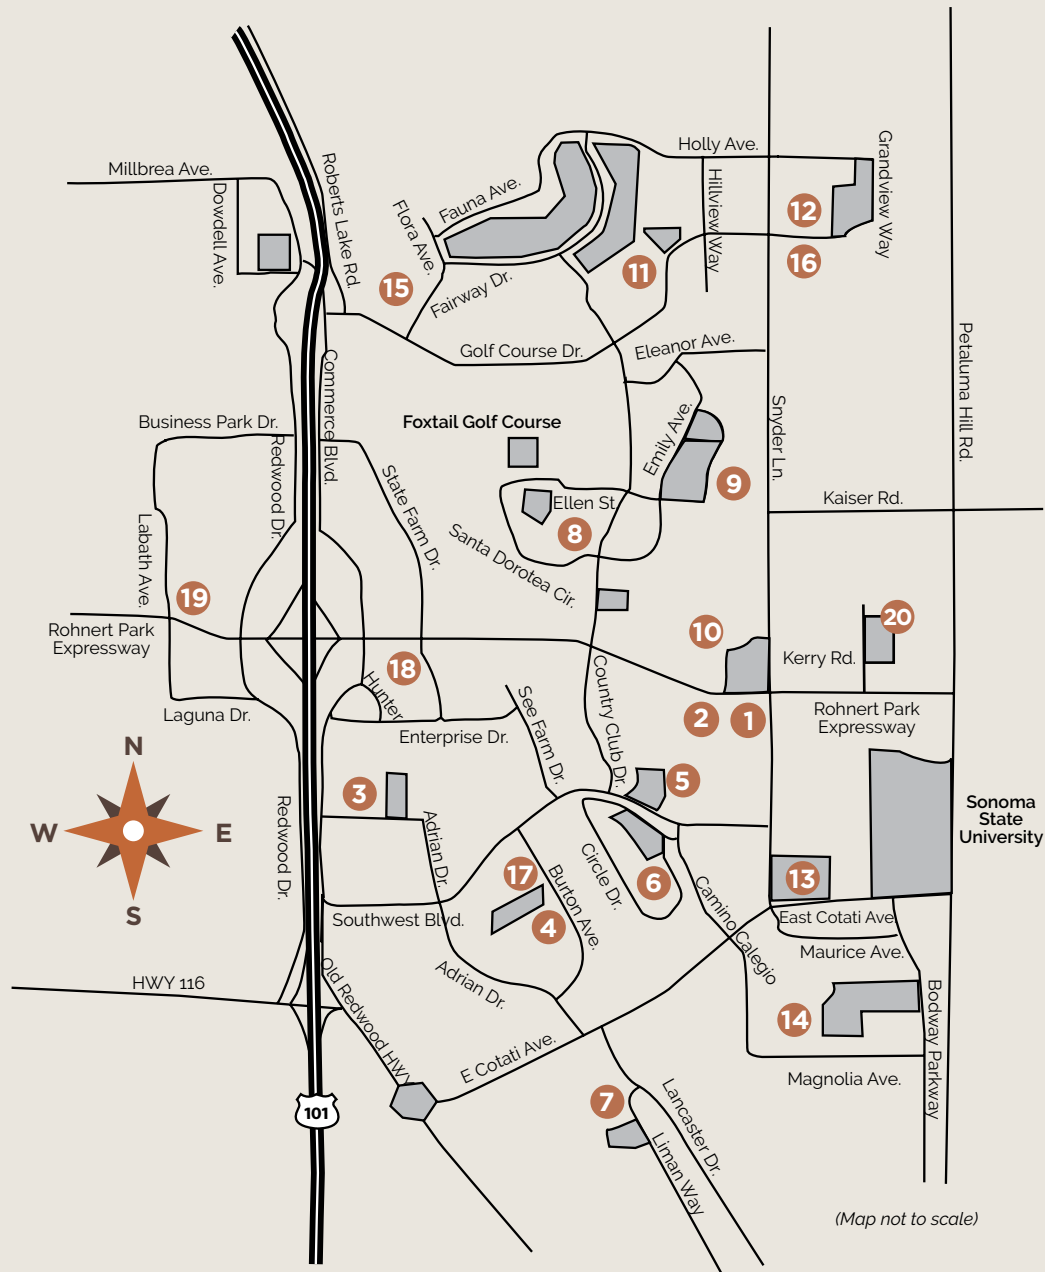 Holly Ave.
Millbrea Ave.
Dowdell Ave.
Roberts Lake Rd.
Flora Ave.
Fauna Ave.
Hillview Way
Grandview Way
12
16
11
15
Fairway Dr.
Golf Course Dr.
Eleanor Ave.
Commerce Blvd.
Petaluma Hill Rd.
Snyder Ln.
Business Park Dr.
Redwood Dr.
Foxtail Golf Course
Emily Ave.
State Farm Dr.
9
Kaiser Rd.
Ellen St.
8
Labath Ave.
Santa Dorotea Cir.
19
Rohnert Park
Expressway
10
20
Kerry Rd.
18
Hunter
Laguna Dr.
Enterprise Dr.
See Farm Dr.
Country Club Dr.
2
1
Rohnert Park
Expressway
N
W
E
S
3
5
Redwood Dr.
Adrian Dr.
Sonoma
State
University
17
4
Burton Ave.
Circle Dr.
6
13
Southwest Blvd.
Camino Calegio
East Cotati Ave.
Maurice Ave.
HWY 116
Old Redwood HWY
Adrian Dr.
14
Bodway Parkway
E Cotati Ave.
Magnolia Ave.
101
7
Lancaster Dr.
Liman Way
(Map not to scale)